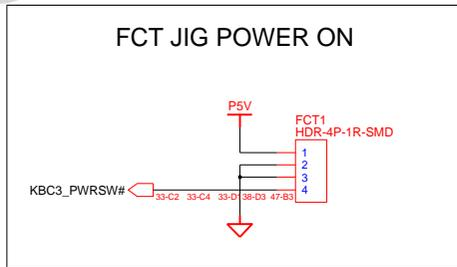 FCT JIG POWER ON
P5V
FCT1
HDR-4P-1R-SMD
1
2
3
KBC3_PWRSW# 4
33-C2 33-C4 33-D1 38-D3 47-B3